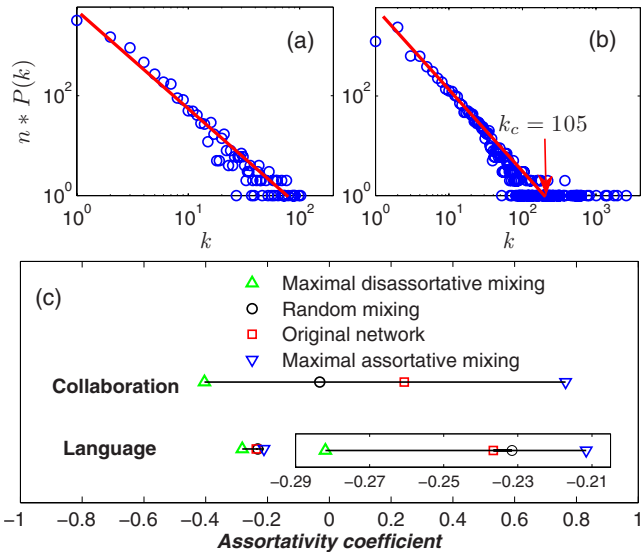 (a)
(b)
n * P(k)
10^2
10^0
10^0
10^1
10^2
k
10^2
10^0
10^0
10^1
10^2
10^3
k
k_c = 105
(c)
Maximal disassortative mixing
Random mixing
Original network
Maximal assortative mixing
Collaboration
Language
−0.29
−0.27
−0.25
−0.23
−0.21
−1
−0.8
−0.6
−0.4
−0.2
0
0.2
0.4
0.6
0.8
1
Assortativity coefficient